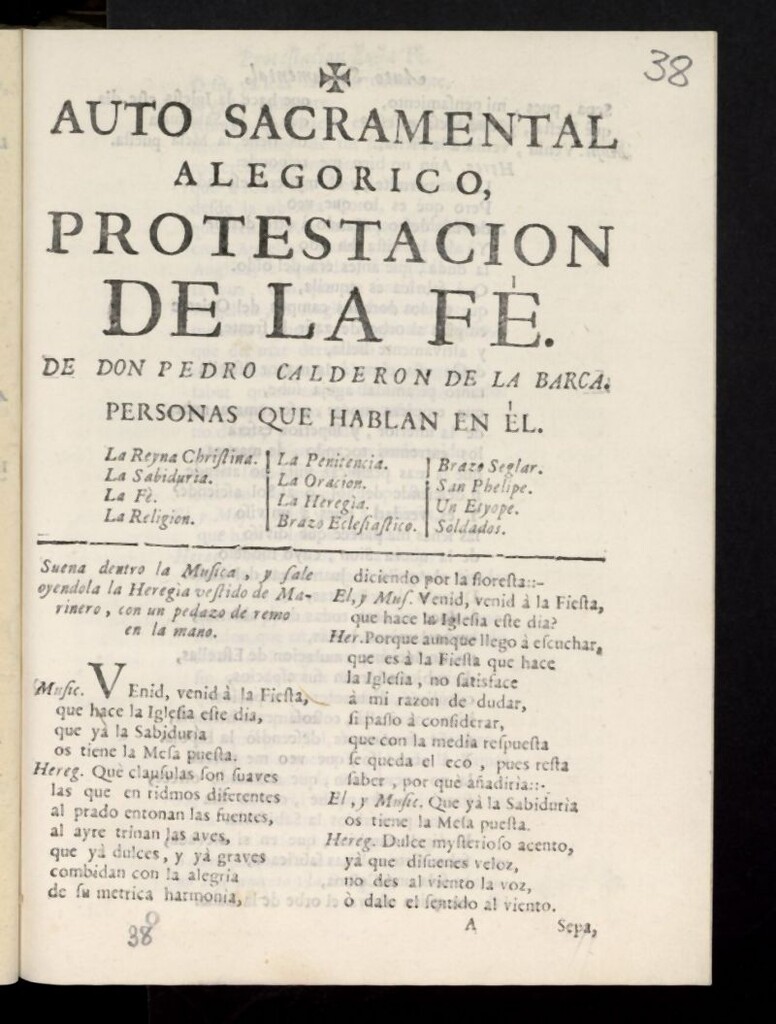 38
✠
AUTO SACRAMENTAL
ALEGORICO,
PROTESTACION
DE LA FÈ.
DE DON PEDRO CALDERON DE LA BARCA.
PERSONAS QUE HABLAN EN ÈL.
La Reyna Chriſtina.
La Sabidurìa.
La Fè.
La Religion.
La Penitencia.
La Oracion.
La Heregìa.
Brazo Ecleſiaſtico.
Brazo Seglar.
San Phelipe.
Un Etyope.
Soldados.
Suena dentro la Muſica, y ſale
oyendola la Heregìa veſtido de Ma-
rinero, con un pedazo de remo
en la mano.
Muſic. VEnid, venid à la Fieſta,
que hace la Igleſia eſte dia,
que yà la Sabiduria
os tiene la Meſa pueſta.
Hereg. Què clauſulas ſon ſuaves
las que en ridmos diferentes
al prado entonan las fuentes,
al ayre trinan las aves,
que yà dulces, y yà graves
combidan con la alegria
de ſu metrica harmonia,
diciendo por la floreſta::-
El, y Muſ. Venid, venid à la Fieſta,
que hace la Igleſia eſte dia?
Her. Porque aunque llego à eſcuchar,
que es à la Fieſta que hace
la Igleſia, no ſatisface
à mi razon de dudar,
ſi paſſo à conſiderar,
que con la media reſpueſta
ſe queda el eco, pues reſta
ſaber, por què añadiria::-
El, y Muſic. Que yà la Sabiduria
os tiene la Meſa pueſta.
Hereg. Dulce myſterioſo acento,
yà que diſuenes veloz,
no des al viento la voz,
ò dale el ſentido al viento.
A
Sepa,
38